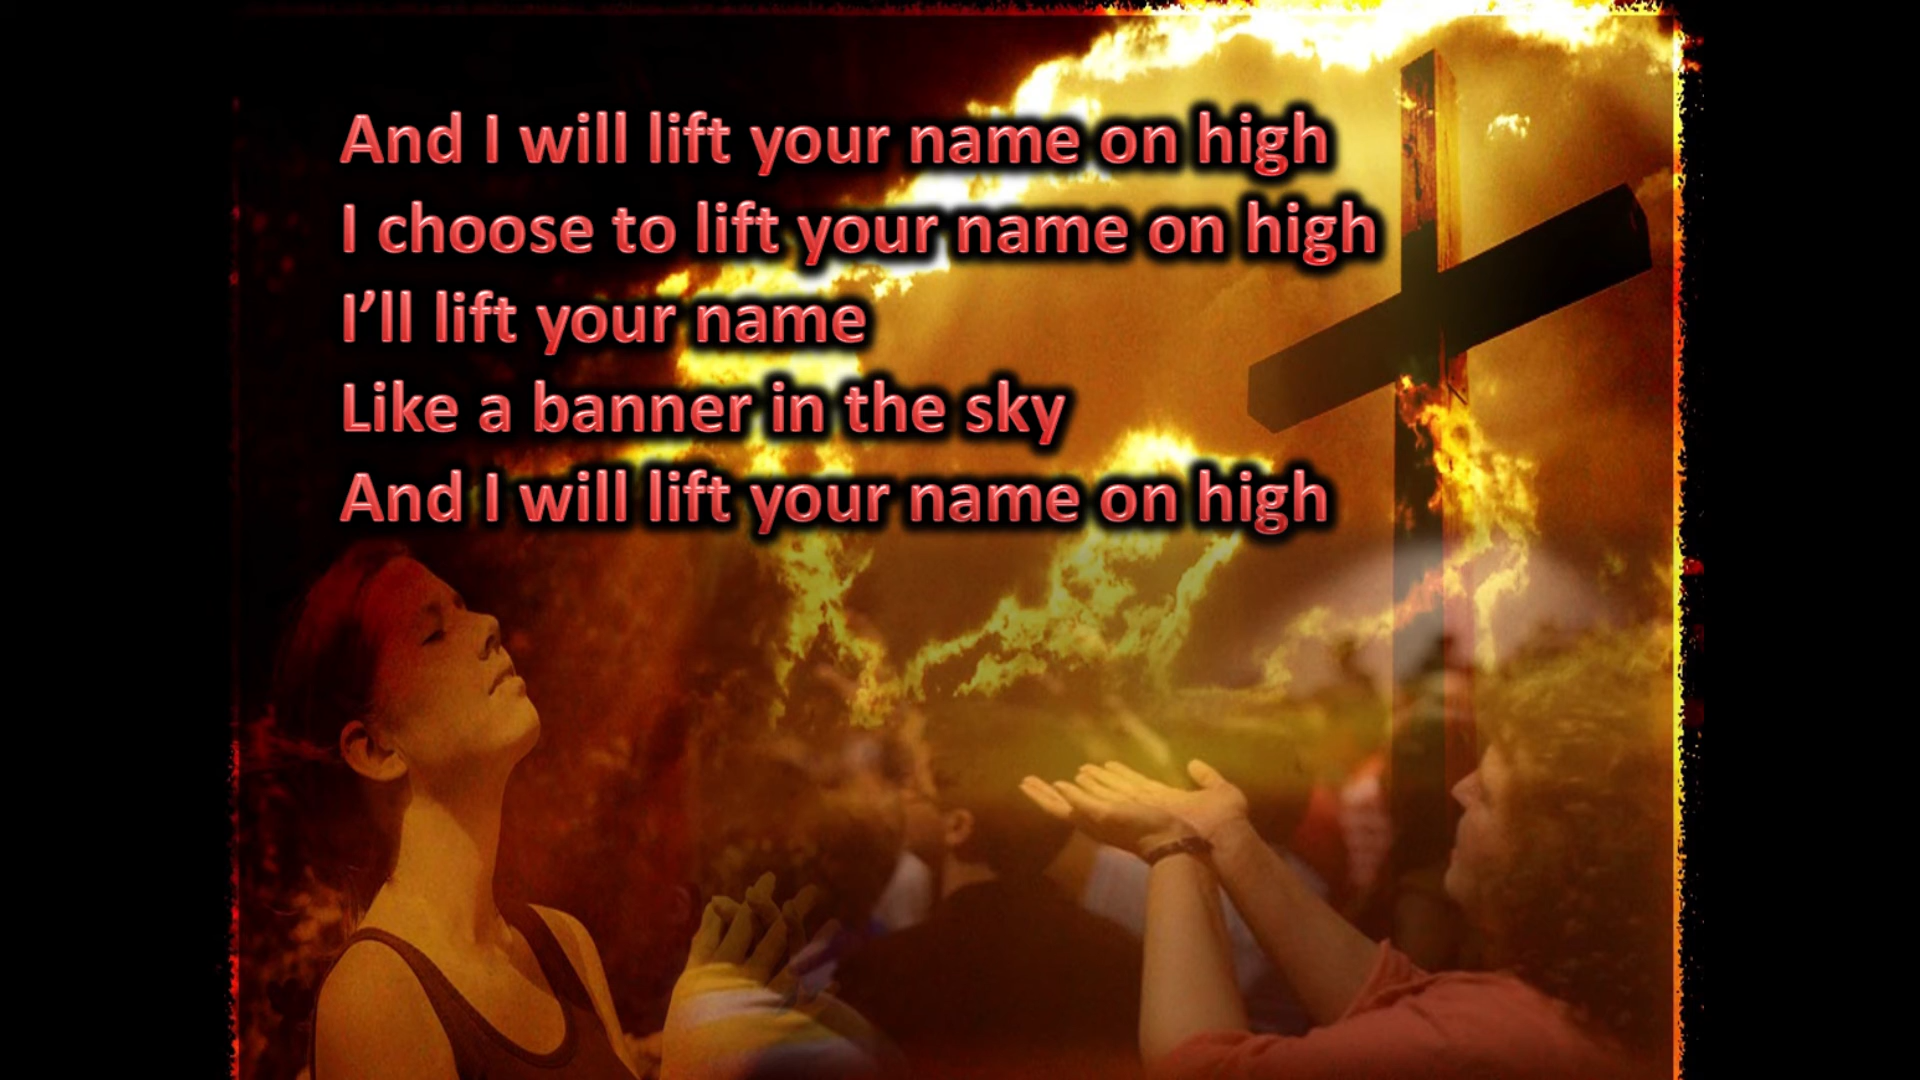 And I will lift your name on high
I choose to lift your name on high
I’ll lift your name
Like a banner in the sky
And I will lift your name on high